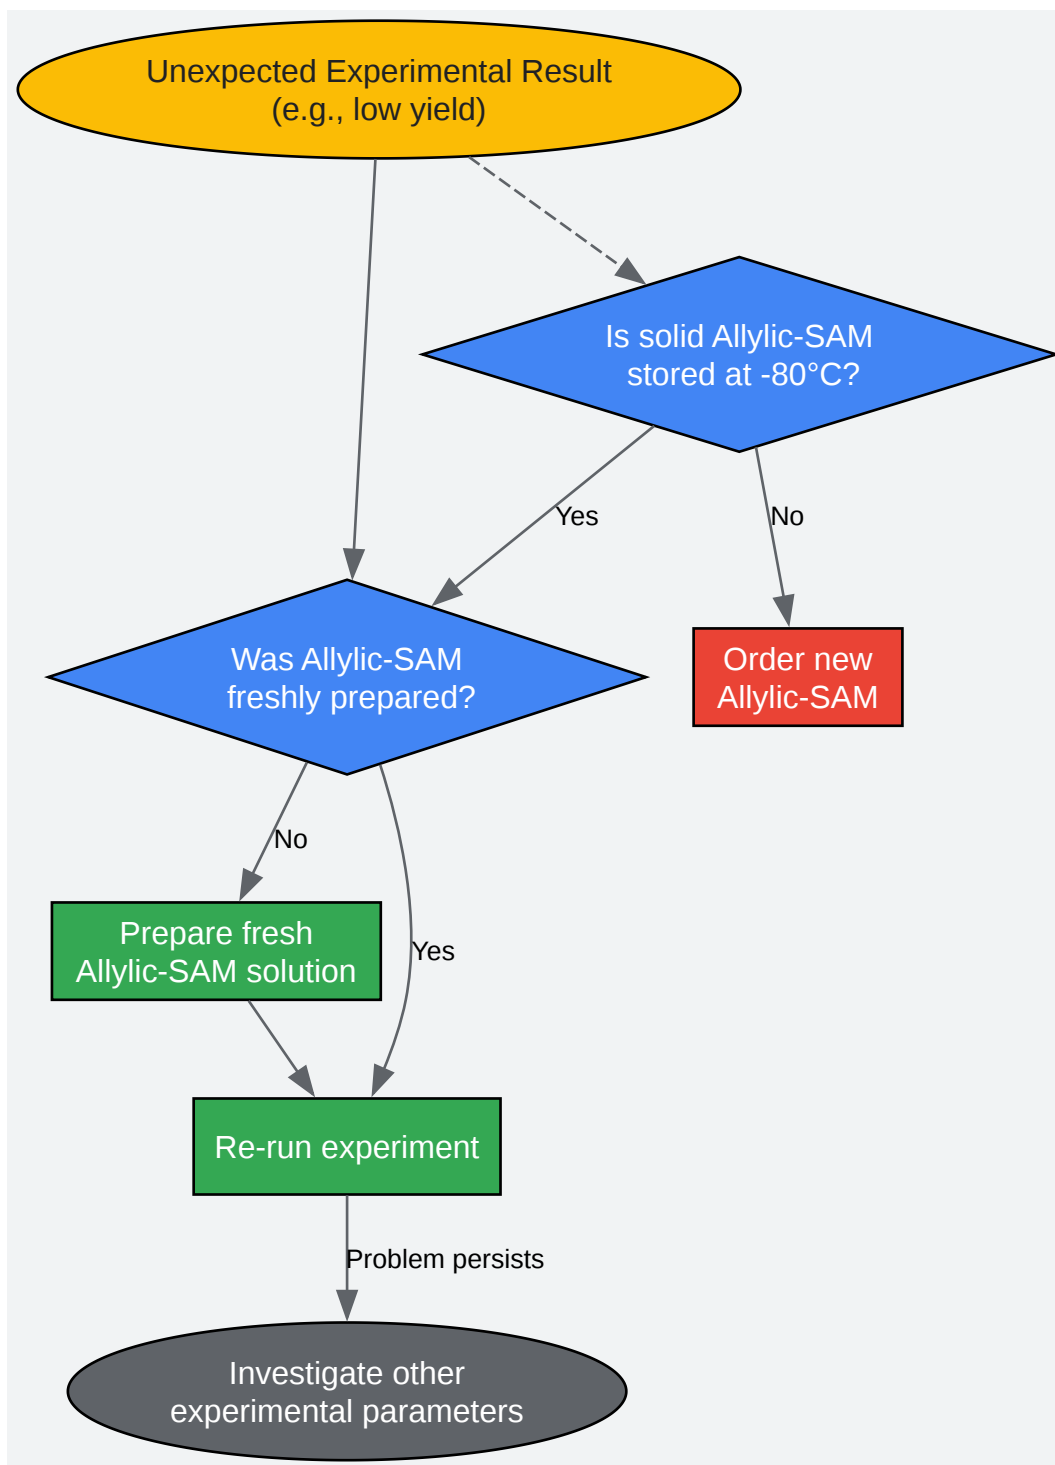 Unexpected Experimental Result
(e.g., low yield)
Is solid Allylic-SAM
stored at -80°C?
Yes
No
Was Allylic-SAM
freshly prepared?
Order new
Allylic-SAM
No
Yes
Prepare fresh
Allylic-SAM solution
Re-run experiment
Problem persists
Investigate other
experimental parameters